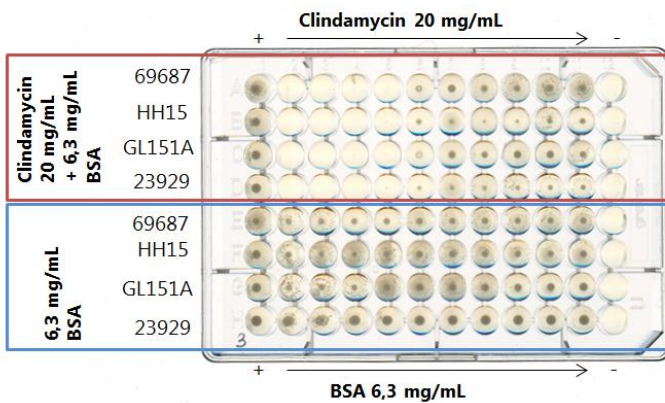 Clindamycin 20 mg/mL
+ -
69687
HH15
GL151A
23929
Clindamycin
20 mg/mL
+ 6,3 mg/mL
BSA
69687
HH15
GL151A
23929
6,3 mg/mL
BSA
3
+ -
BSA 6,3 mg/mL